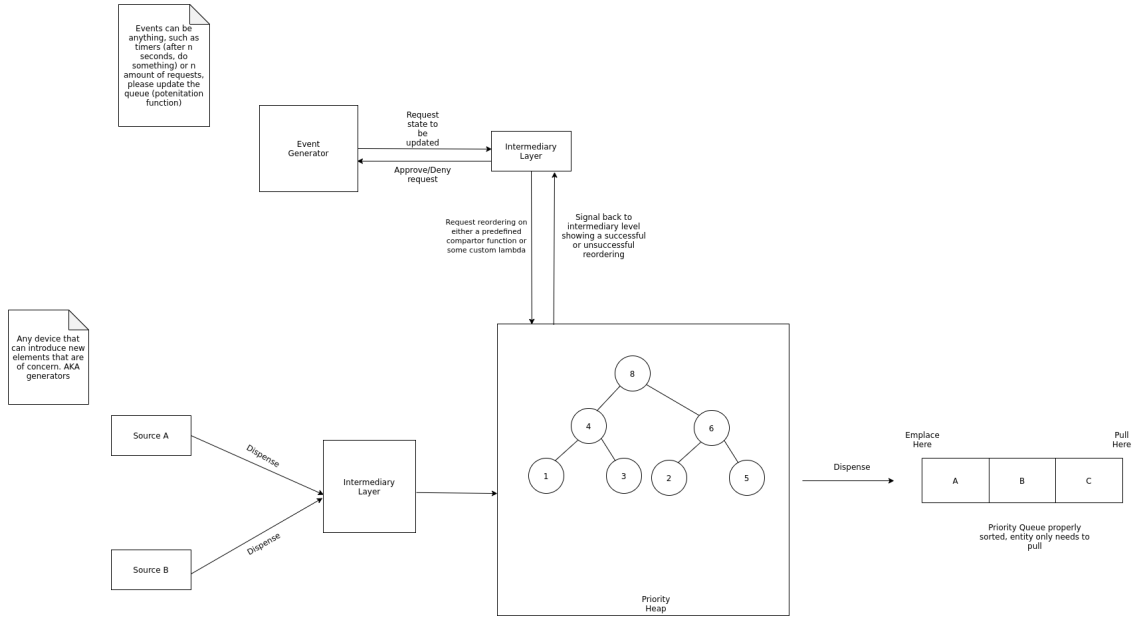 Events can be
anything, such as
timers (after n
seconds, do
something) or n
amount of requests,
please update the
queue (potenitation
function)
Event
Generator
Request
state to
be
updated
Approve/Deny
request
Intermediary
Layer
Request reordering on
either a predefined
compartor function or
some custom lambda
Signal back to
intermediary level
showing a successful
or unsuccessful
reordering
Any device that
can introduce new
elements that are
of concern. AKA
generators
Source A
Dispense
Source B
Dispense
Intermediary
Layer
8
4
6
1
3
2
5
Priority
Heap
Dispense
Emplace
Here
Pull
Here
A
B
C
Priority Queue properly
sorted, entity only needs to
pull